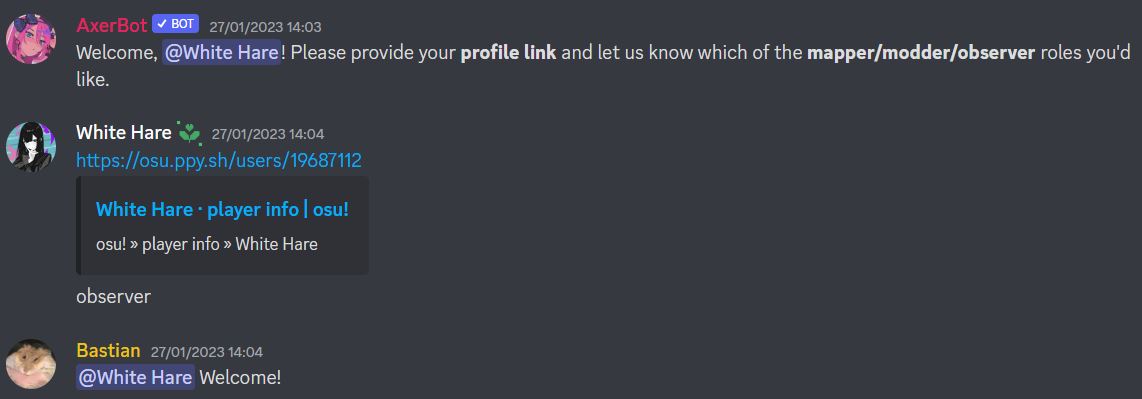 AxerBot ✓ BOT 27/01/2023 14:03
Welcome, @White Hare! Please provide your profile link and let us know which of the mapper/modder/observer roles you'd
like.
White Hare 27/01/2023 14:04
https://osu.ppy.sh/users/19687112
White Hare · player info | osu!
osu! » player info » White Hare
observer
Bastian 27/01/2023 14:04
@White Hare Welcome!